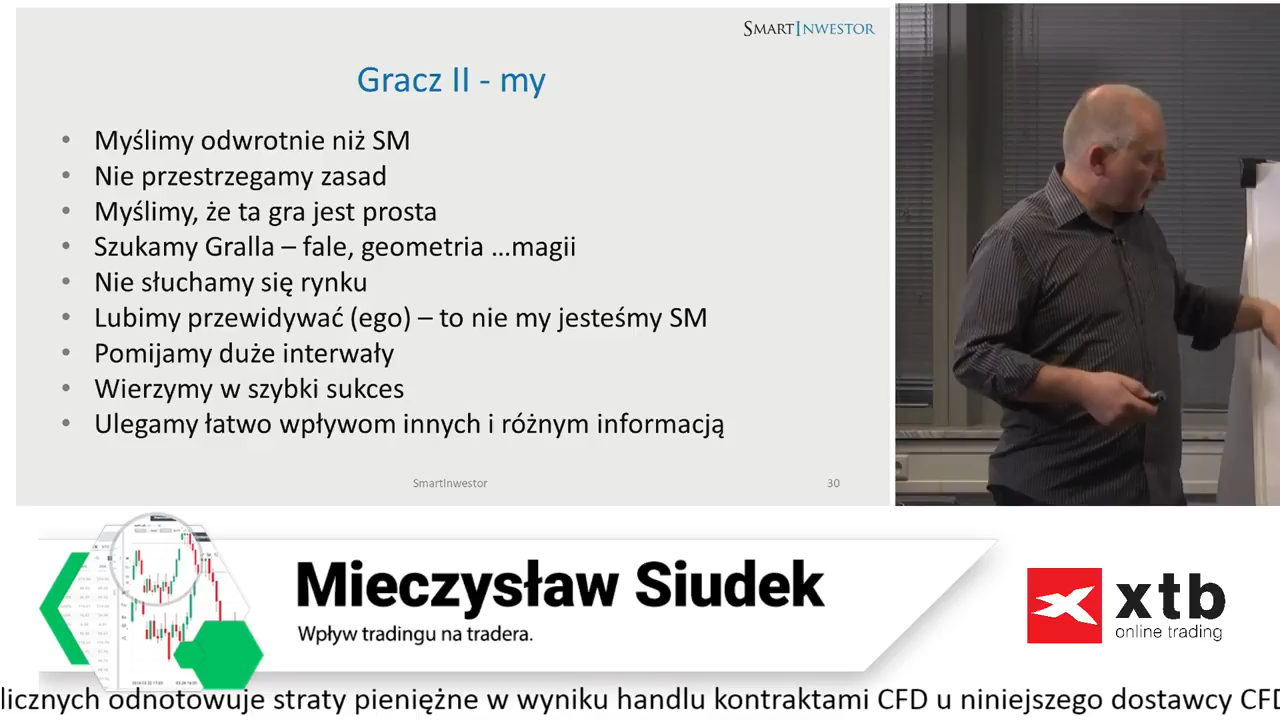 SMARTINWESTOR
Gracz II - my
• Myślimy odwrotnie niż SM
• Nie przestrzegamy zasad
• Myślimy, że ta gra jest prosta
• Szukamy Gralla – fale, geometria ...magii
• Nie słuchamy się rynku
• Lubimy przewidywać (ego) – to nie my jesteśmy SM
• Pomijamy duże interwały
• Wierzymy w szybki sukces
• Ulegamy łatwo wpływom innych i różnym informacją
SmartInwestor
30
Mieczysław Siudek
Wpływ tradingu na tradera.
xtb
online trading
licznych odnotowuje straty pieniężne w wyniku handlu kontraktami CFD u niniejszego dostawcy CFD